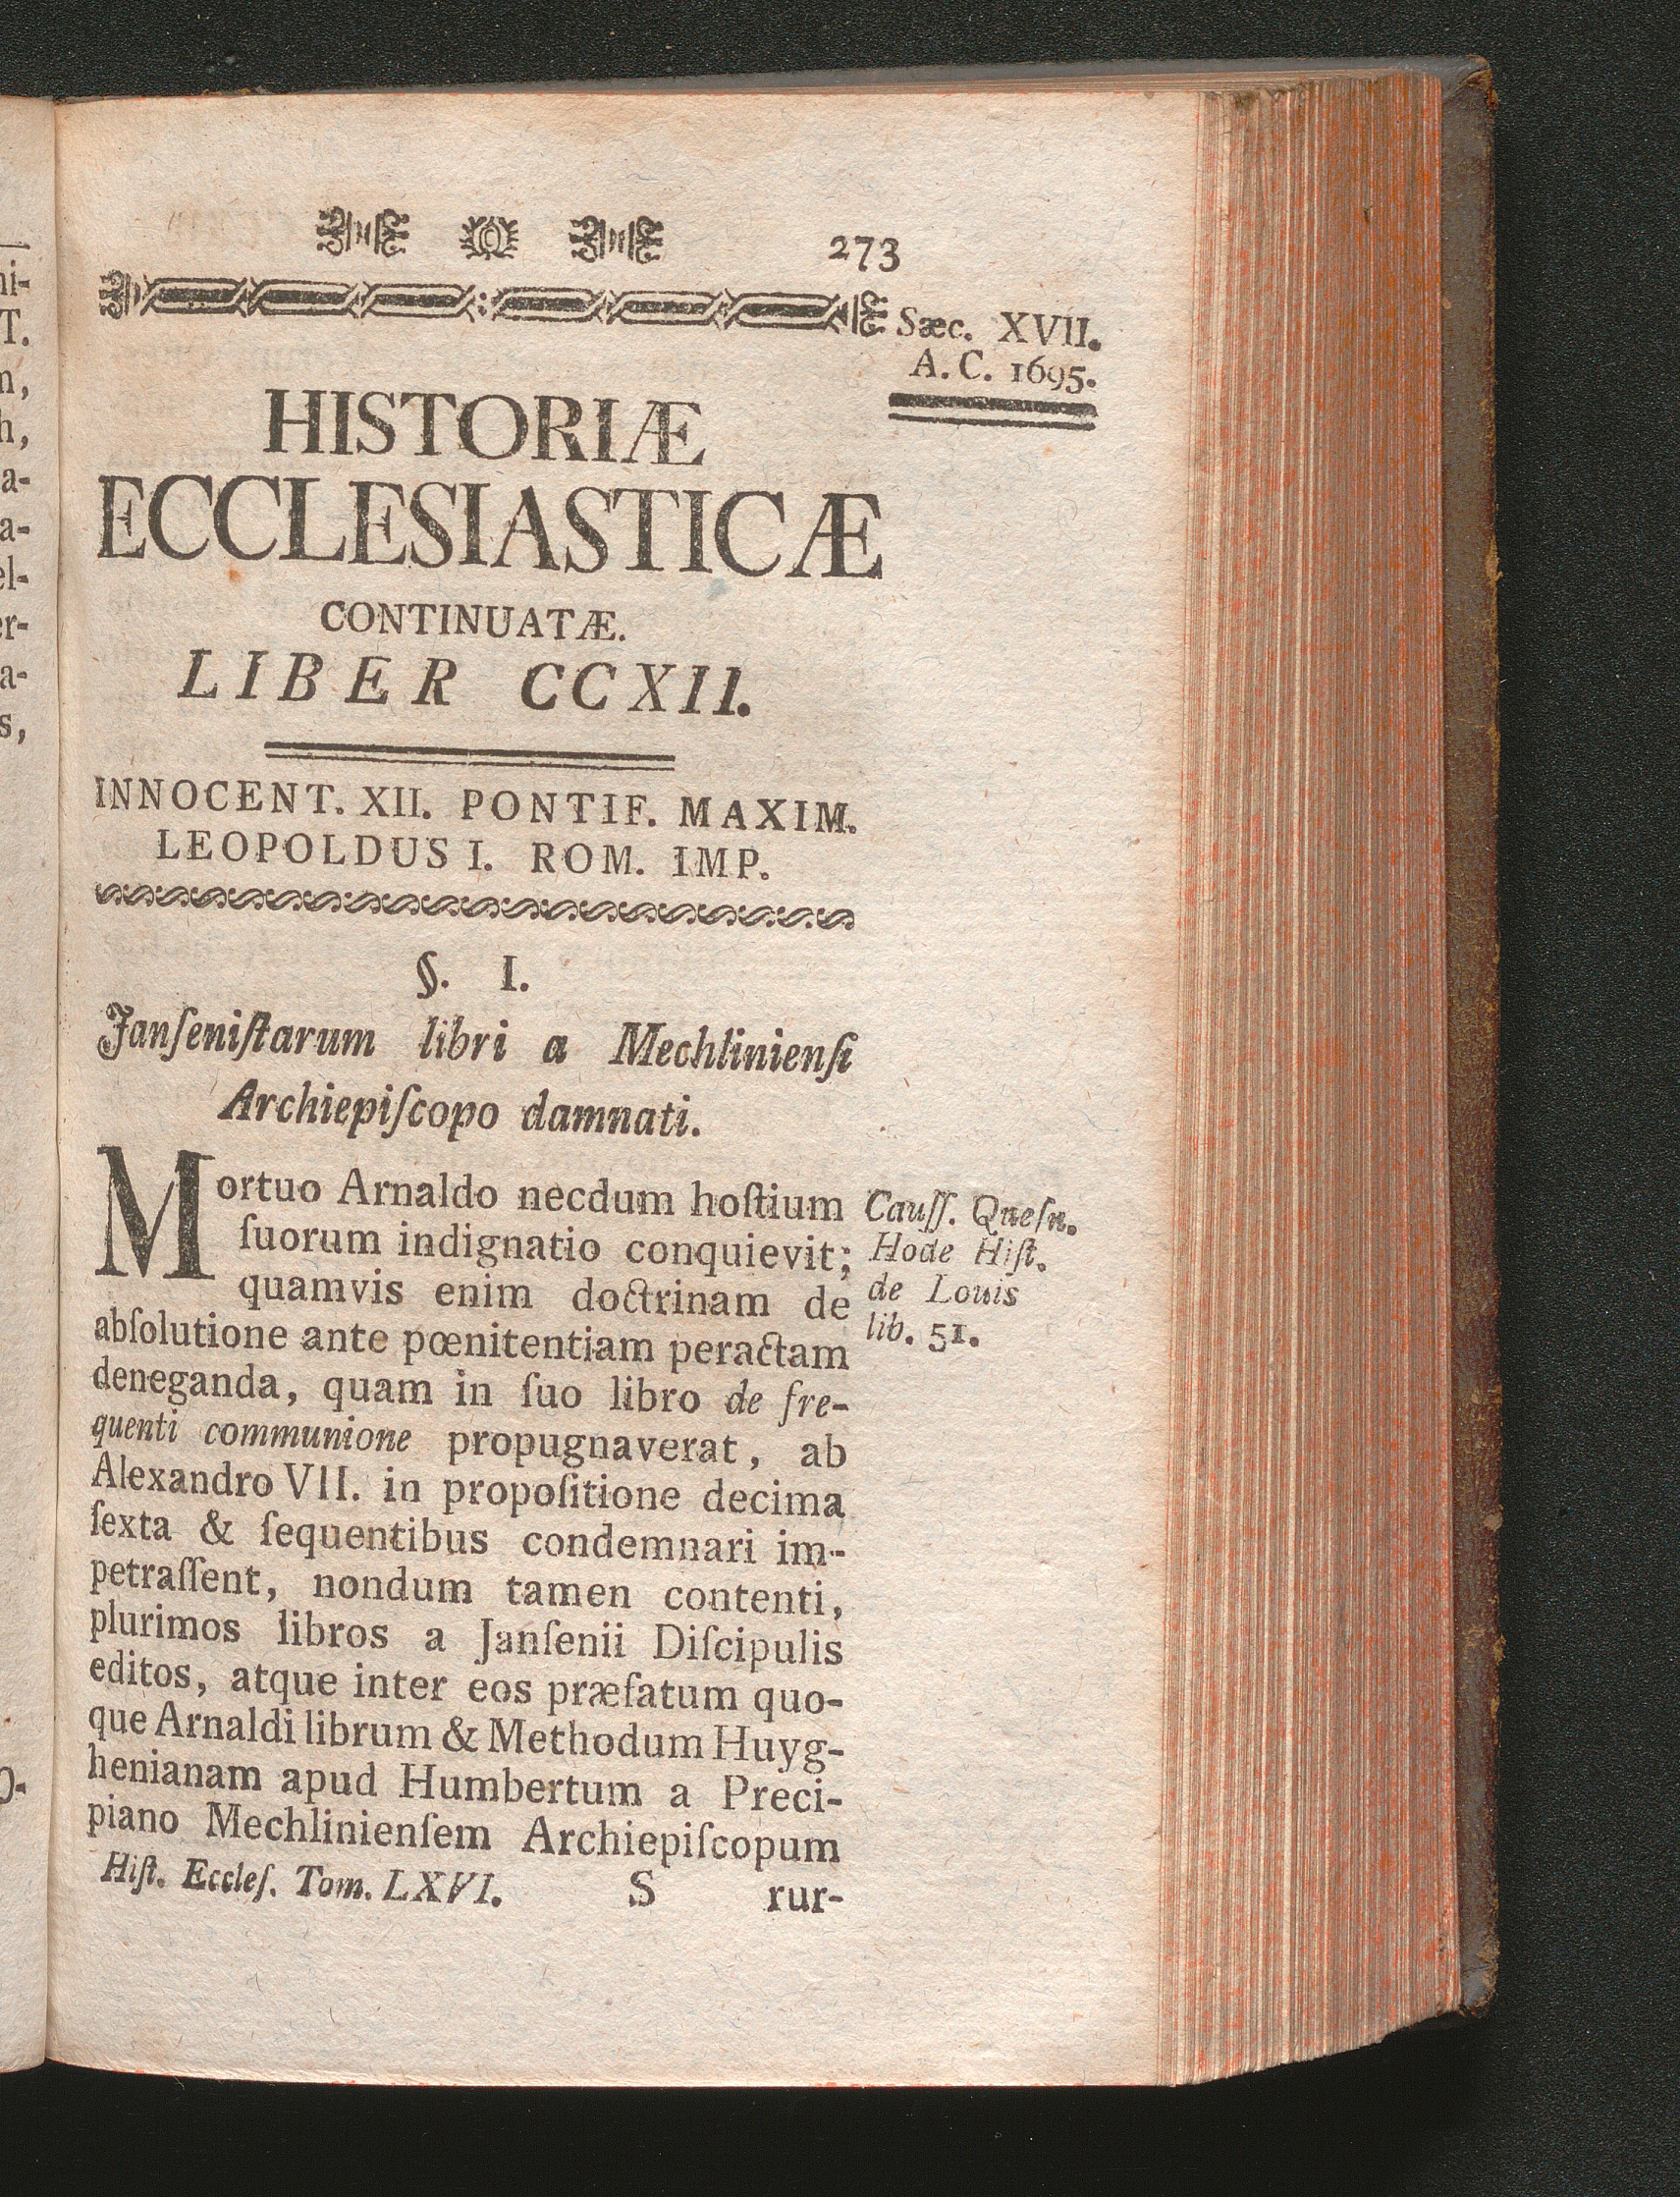 273
Sæc. XVII.
A. C. 1695.
HISTORIÆ
ECCLESIASTICÆ
CONTINUATÆ.
LIBER CCXII.
INNOCENT. XII. PONTIF. MAXIM.
LEOPOLDUS I. ROM. IMP.
§. I.
Janſeniſtarum libri a Mechlinienſi
Archiepiſcopo damnati.
Mortuo Arnaldo necdum hoſtium
ſuorum indignatio conquievit;
quamvis enim doctrinam de
abſolutione ante pœnitentiam peractam
deneganda, quam in ſuo libro de fre-
quenti communione propugnaverat, ab
Alexandro VII. in propoſitione decima
ſexta & ſequentibus condemnari im-
petraſſent, nondum tamen contenti,
plurimos libros a Janſenii Diſcipulis
editos, atque inter eos præfatum quo-
que Arnaldi librum & Methodum Huyg-
henianam apud Humbertum a Preci-
piano Mechlinienſem Archiepiſcopum
Cauſſ. Queſn.
Hode Hiſt.
de Louis
lib. 51.
Hiſt. Eccleſ. Tom. LXVI. S rur-
ni-
T.
n,
h,
a-
a-
el-
er-
a-
s,